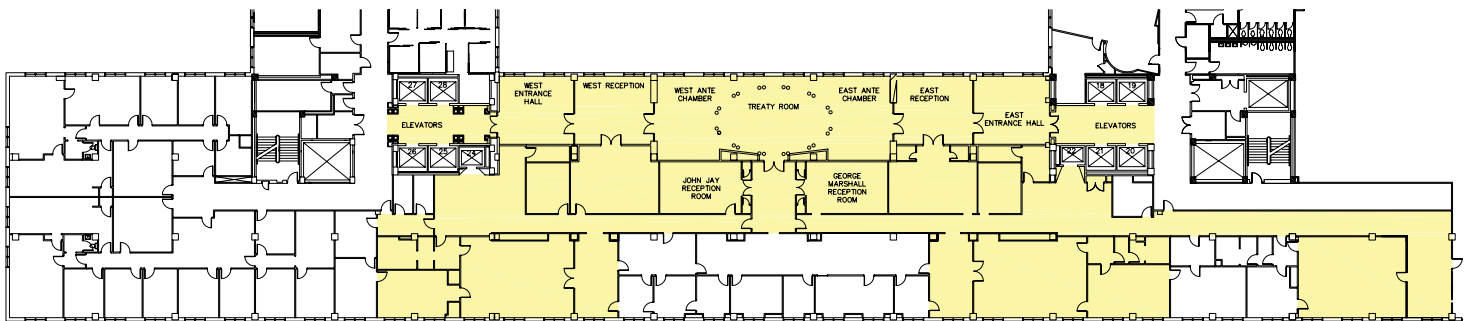 27 28
WEST
ENTRANCE
HALL
WEST RECEPTION
WEST ANTE
CHAMBER
TREATY ROOM
EAST ANTE
CHAMBER
EAST
RECEPTION
EAST
ENTRANCE HALL
18 19
ELEVATORS
ELEVATORS
26 25 24
22 21 20
JOHN JAY
RECEPTION
ROOM
GEORGE
MARSHALL
RECEPTION
ROOM